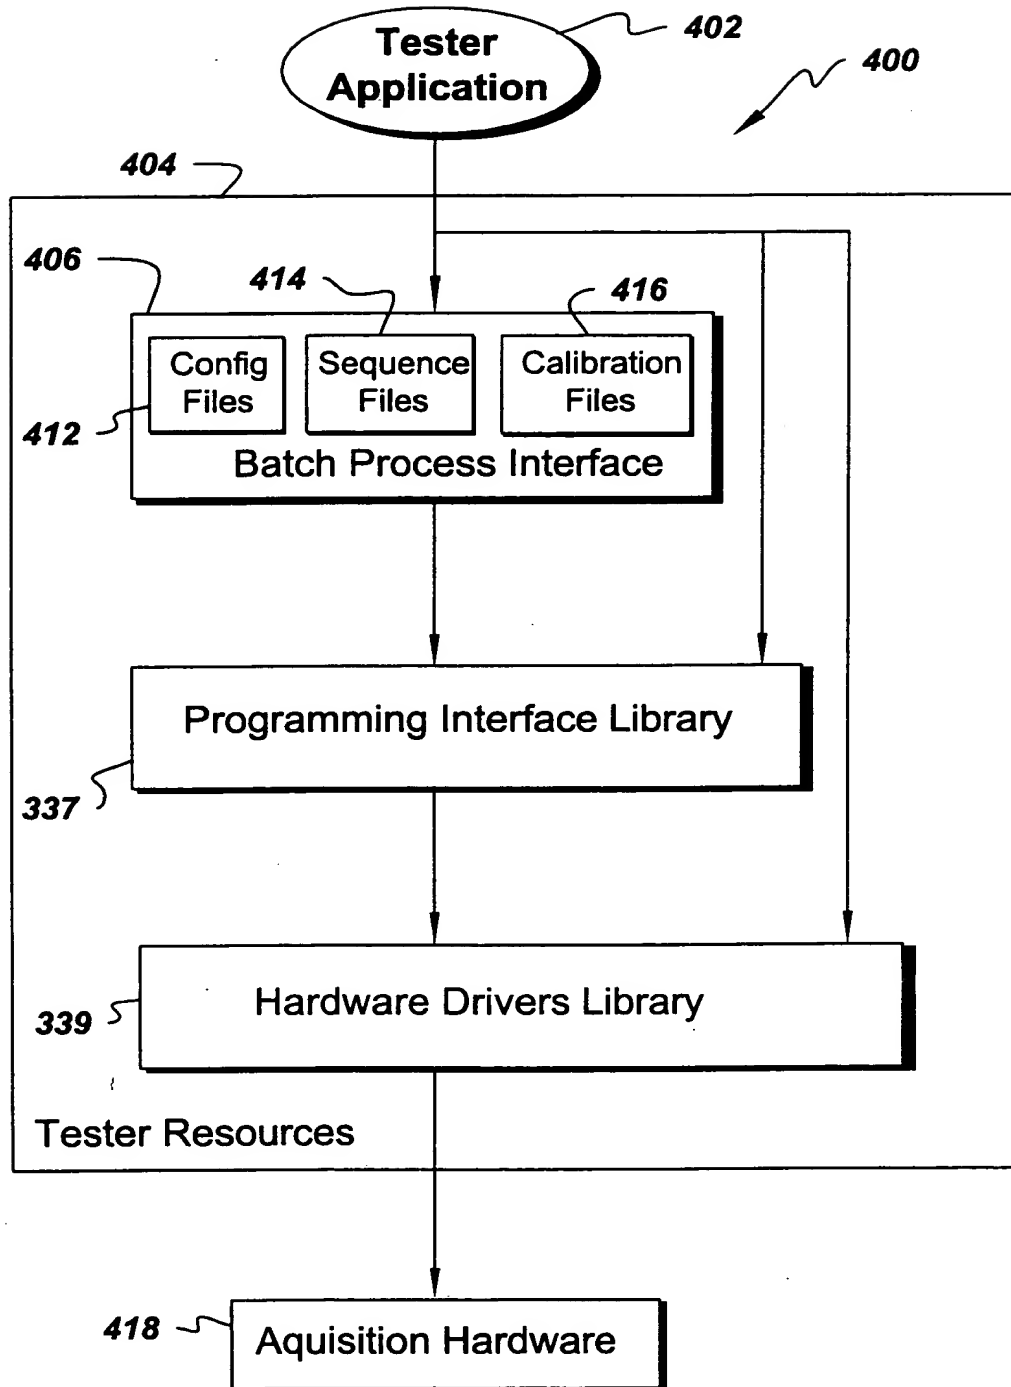 Tester
Application
402
400
404
406
414
416
Config
Files
Sequence
Files
Calibration
Files
412
Batch Process Interface
Programming Interface Library
337
Hardware Drivers Library
339
Tester Resources
418
Aquisition Hardware